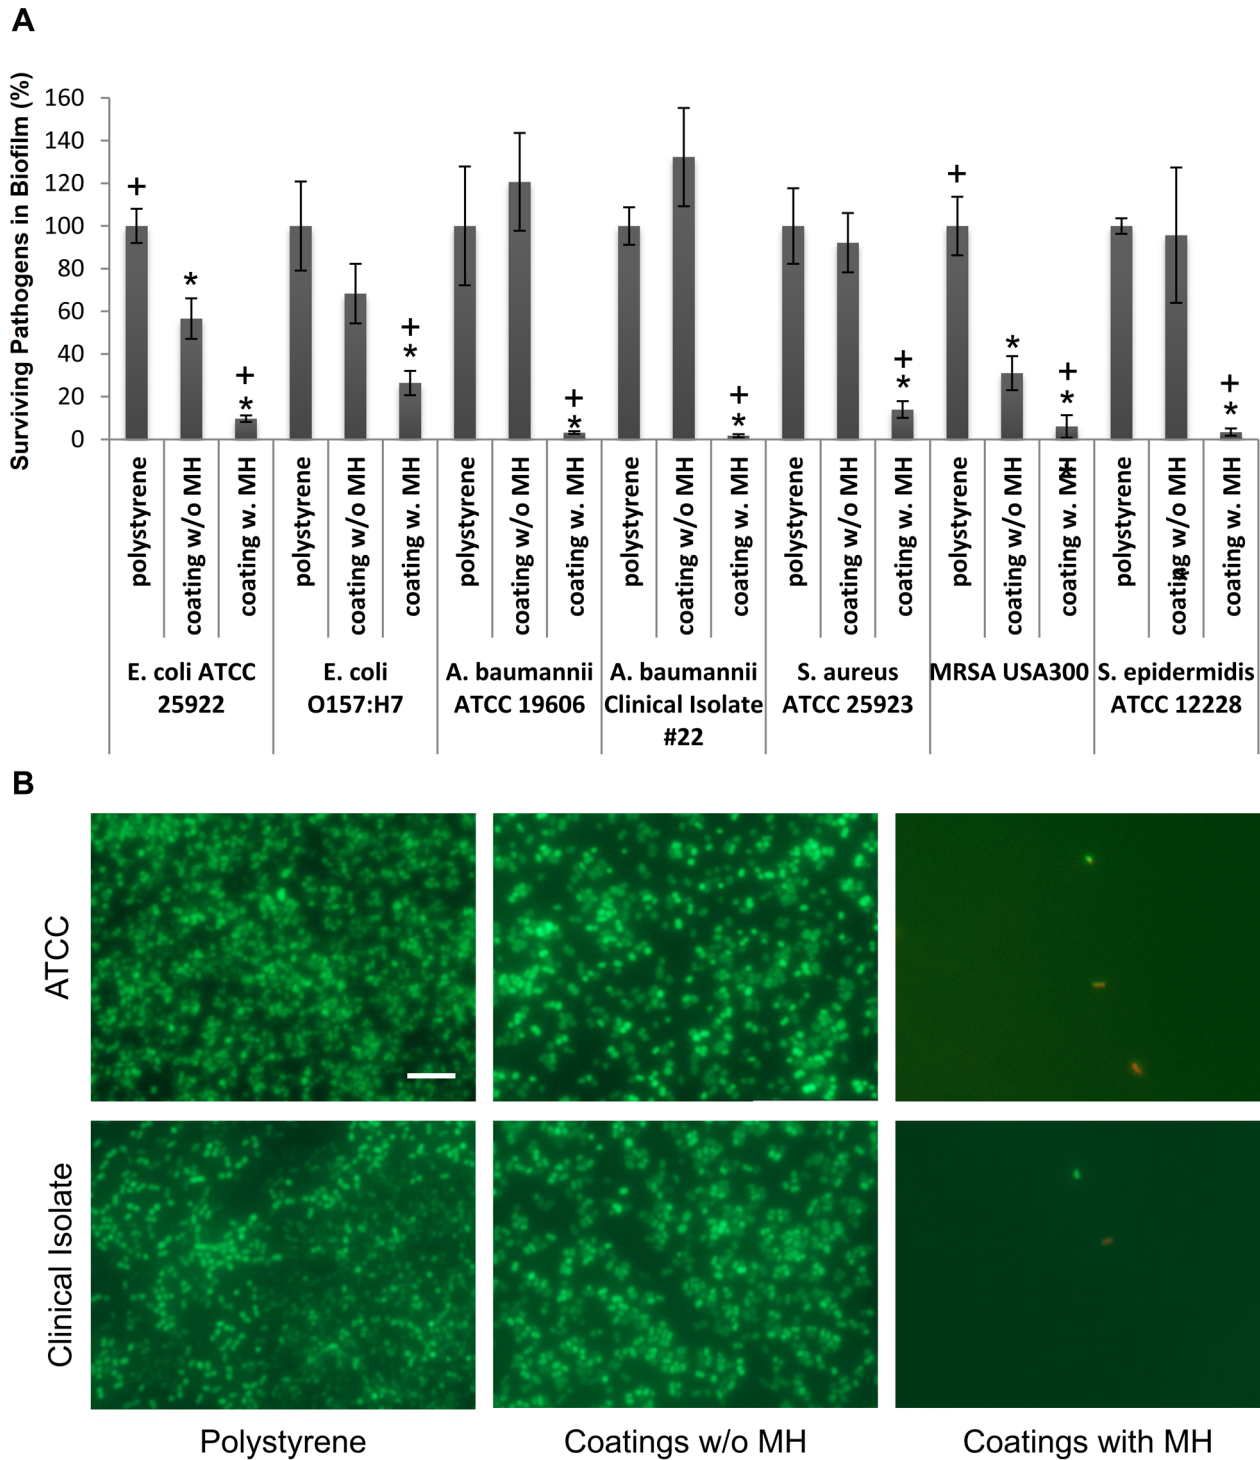 A
Surviving Pathogens in Biofilm (%)
160
140
120
100
80
60
40
20
0
+
*
+
*
+
*
+
*
+
*
+
*
+
*
+
*
+
*
polystyrene
coating w/o MH
coating w. MH
polystyrene
coating w/o MH
coating w. MH
polystyrene
coating w/o MH
coating w. MH
polystyrene
coating w/o MH
coating w. MH
polystyrene
coating w/o MH
coating w. MH
polystyrene
coating w/o MH
coating w. MH
polystyrene
coating w/o MH
coating w. MH
E. coli ATCC
25922
E. coli
O157:H7
A. baumannii
ATCC 19606
A. baumannii
Clinical Isolate
#22
S. aureus
ATCC 25923
MRSA USA300
S. epidermidis
ATCC 12228
B
ATCC
Clinical Isolate
Polystyrene
Coatings w/o MH
Coatings with MH